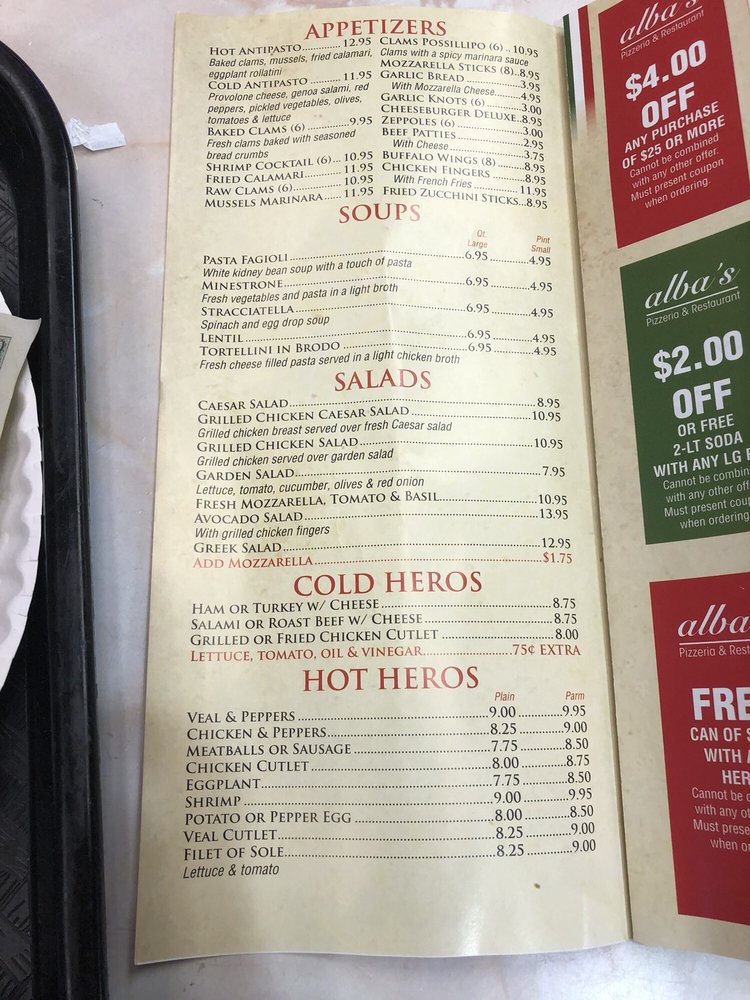 APPETIZERS
HOT ANTIPASTO............ 12.95
Baked clams, mussels, fried calamari,
eggplant rollatini
COLD ANTIPASTO .......... 11.95
Provolone cheese, genoa salami, red
peppers, pickled vegetables, olives,
tomatoes & lettuce
BAKED CLAMS (6) ............9.95
Fresh clams baked with seasoned
bread crumbs
SHRIMP COCKTAIL (6)... 10.95
FRIED CALAMARI........... 11.95
RAW CLAMS (6)............. 10.95
MUSSELS MARINARA ..... 11.95
CLAMS POSSILLIPO (6) .. 10.95
Clams with a spicy marinara sauce
MOZZARELLA STICKS (8)..8.95
GARLIC BREAD ..............3.95
With Mozzarella Cheese.......4.95
GARLIC KNOTS (6) ..........3.00
CHEESEBURGER DELUXE..8.95
ZEPPOLES (6) .................3.00
BEEF PATTIES .................2.95
With Cheese....................3.75
BUFFALO WINGS (8) ........8.95
CHICKEN FINGERS ..........8.95
With French Fries ............11.95
FRIED ZUCCHINI STICKS...8.95
SOUPS
Qt. Pint
Large Small
PASTA FAGIOLI..............................6.95...........4.95
White kidney bean soup with a touch of pasta
MINESTRONE..............................6.95...........4.95
Fresh vegetables and pasta in a light broth
STRACCIATELLA..............................6.95...........4.95
Spinach and egg drop soup
LENTIL..............................6.95...........4.95
TORTELLINI IN BRODO..............................6.95...........4.95
Fresh cheese filled pasta served in a light chicken broth
SALADS
CAESAR SALAD..............................8.95
GRILLED CHICKEN CAESAR SALAD..............................10.95
Grilled chicken breast served over fresh Caesar salad
GRILLED CHICKEN SALAD..............................10.95
Grilled chicken served over garden salad
GARDEN SALAD..............................7.95
Lettuce, tomato, cucumber, olives & red onion
FRESH MOZZARELLA, TOMATO & BASIL..............................10.95
AVOCADO SALAD..............................13.95
With grilled chicken fingers
GREEK SALAD..............................12.95
ADD MOZZARELLA..............................$1.75
COLD HEROS
HAM OR TURKEY W/ CHEESE..............................8.75
SALAMI OR ROAST BEEF W/ CHEESE..............................8.75
GRILLED OR FRIED CHICKEN CUTLET..............................8.00
LETTUCE, TOMATO, OIL & VINEGAR......................75¢ EXTRA
HOT HEROS
Plain Parm
VEAL & PEPPERS..............................9.00............9.95
CHICKEN & PEPPERS..............................8.25............9.00
MEATBALLS OR SAUSAGE..............................7.75............8.50
CHICKEN CUTLET..............................8.00............8.75
EGGPLANT..............................7.75............8.50
SHRIMP..............................9.00............9.95
POTATO OR PEPPER EGG..............................8.00............8.50
VEAL CUTLET..............................8.25............9.00
FILET OF SOLE..............................8.25............9.00
Lettuce & tomato
alba's
Pizzeria & Restaurant
$4.00
OFF
ANY PURCHASE
OF $25 OR MORE
Cannot be combined
with any other offer.
Must present coupon
when ordering.
alba's
Pizzeria & Restaurant
$2.00
OFF
OR FREE
2-LT SODA
WITH ANY LG
Cannot be
with any other
Must present
when ordering
alba
Pizzeria &
FRE
CAN OF
WITH
HER
Cannot be
with any
Must
when